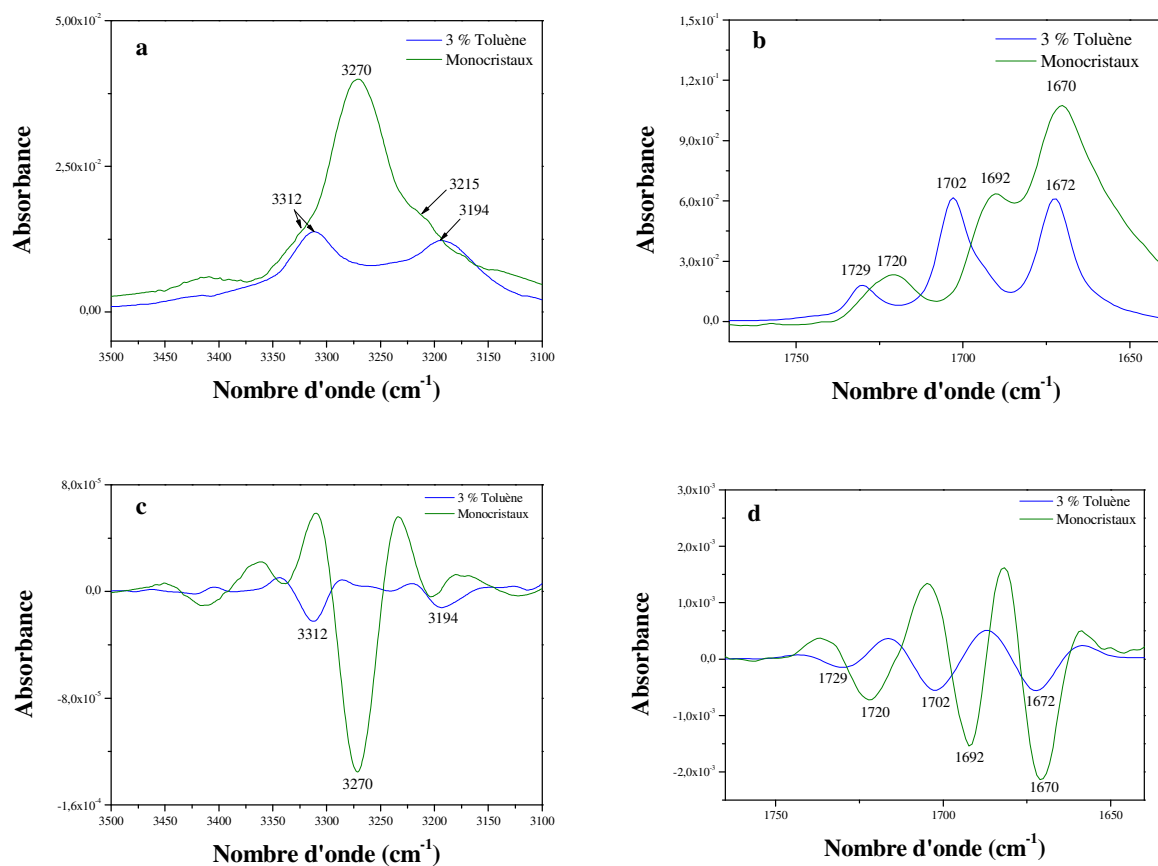 a
5,00x10-2
2,50x10-2
0,00
Absorbance
3 % Toluène
Monocristaux
3270
3312
3215
3194
3500 3450 3400 3350 3300 3250 3200 3150 3100
Nombre d'onde (cm-1)
b
1,5x10-1
1,2x10-1
9,0x10-2
6,0x10-2
3,0x10-2
0,0
Absorbance
3 % Toluène
Monocristaux
1670
1702
1692
1672
1729
1720
1750 1700 1650
Nombre d'onde (cm-1)
c
8,0x10-5
0,0
-8,0x10-5
-1,6x10-4
Absorbance
3 % Toluène
Monocristaux
3312
3194
3270
3500 3450 3400 3350 3300 3250 3200 3150 3100
Nombre d'onde (cm-1)
d
3,0x10-3
2,0x10-3
1,0x10-3
0,0
-1,0x10-3
-2,0x10-3
Absorbance
3 % Toluène
Monocristaux
1729
1720
1702
1672
1692
1670
1750 1700 1650
Nombre d'onde (cm-1)